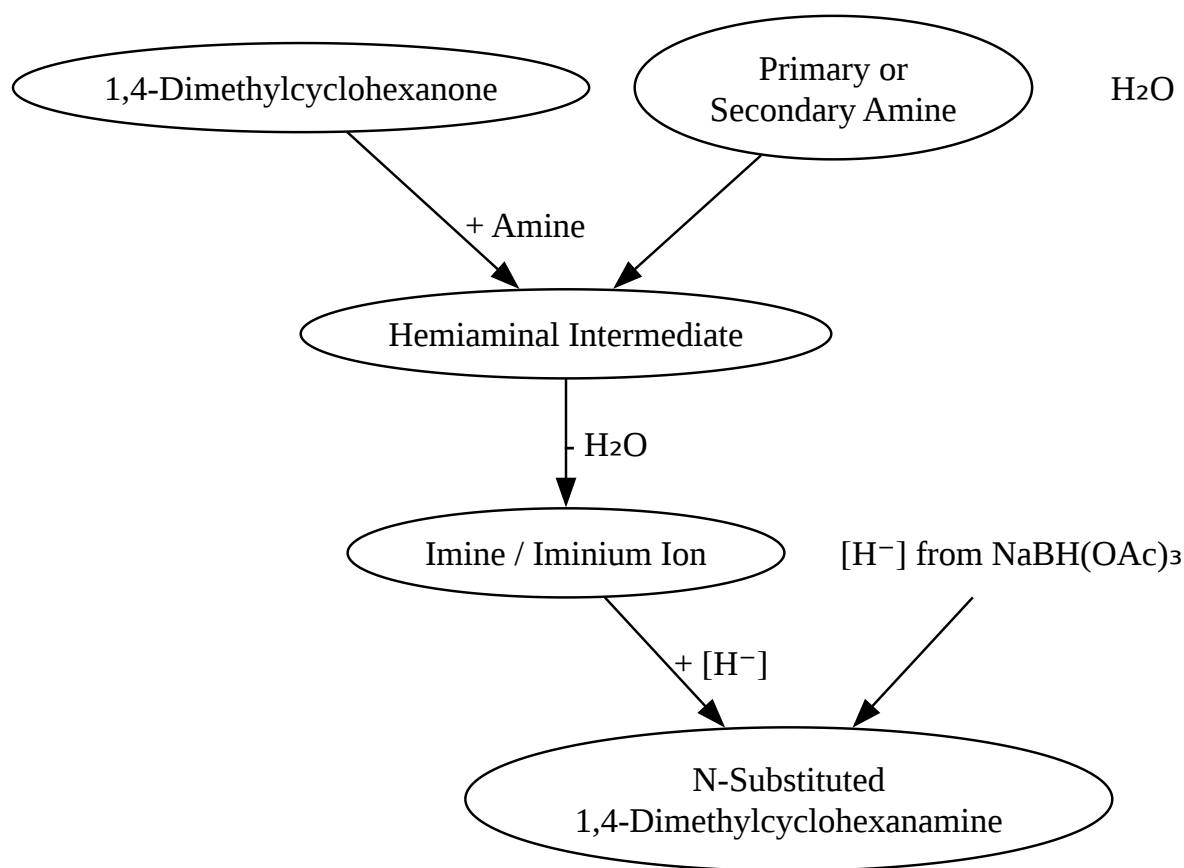 1,4-Dimethylcyclohexanone
Primary or
Secondary Amine
H₂O
+ Amine
Hemiaminal Intermediate
- H₂O
Imine / Iminium Ion
[H⁻] from NaBH(OAc)₃
+ [H⁻]
N-Substituted
1,4-Dimethylcyclohexanamine